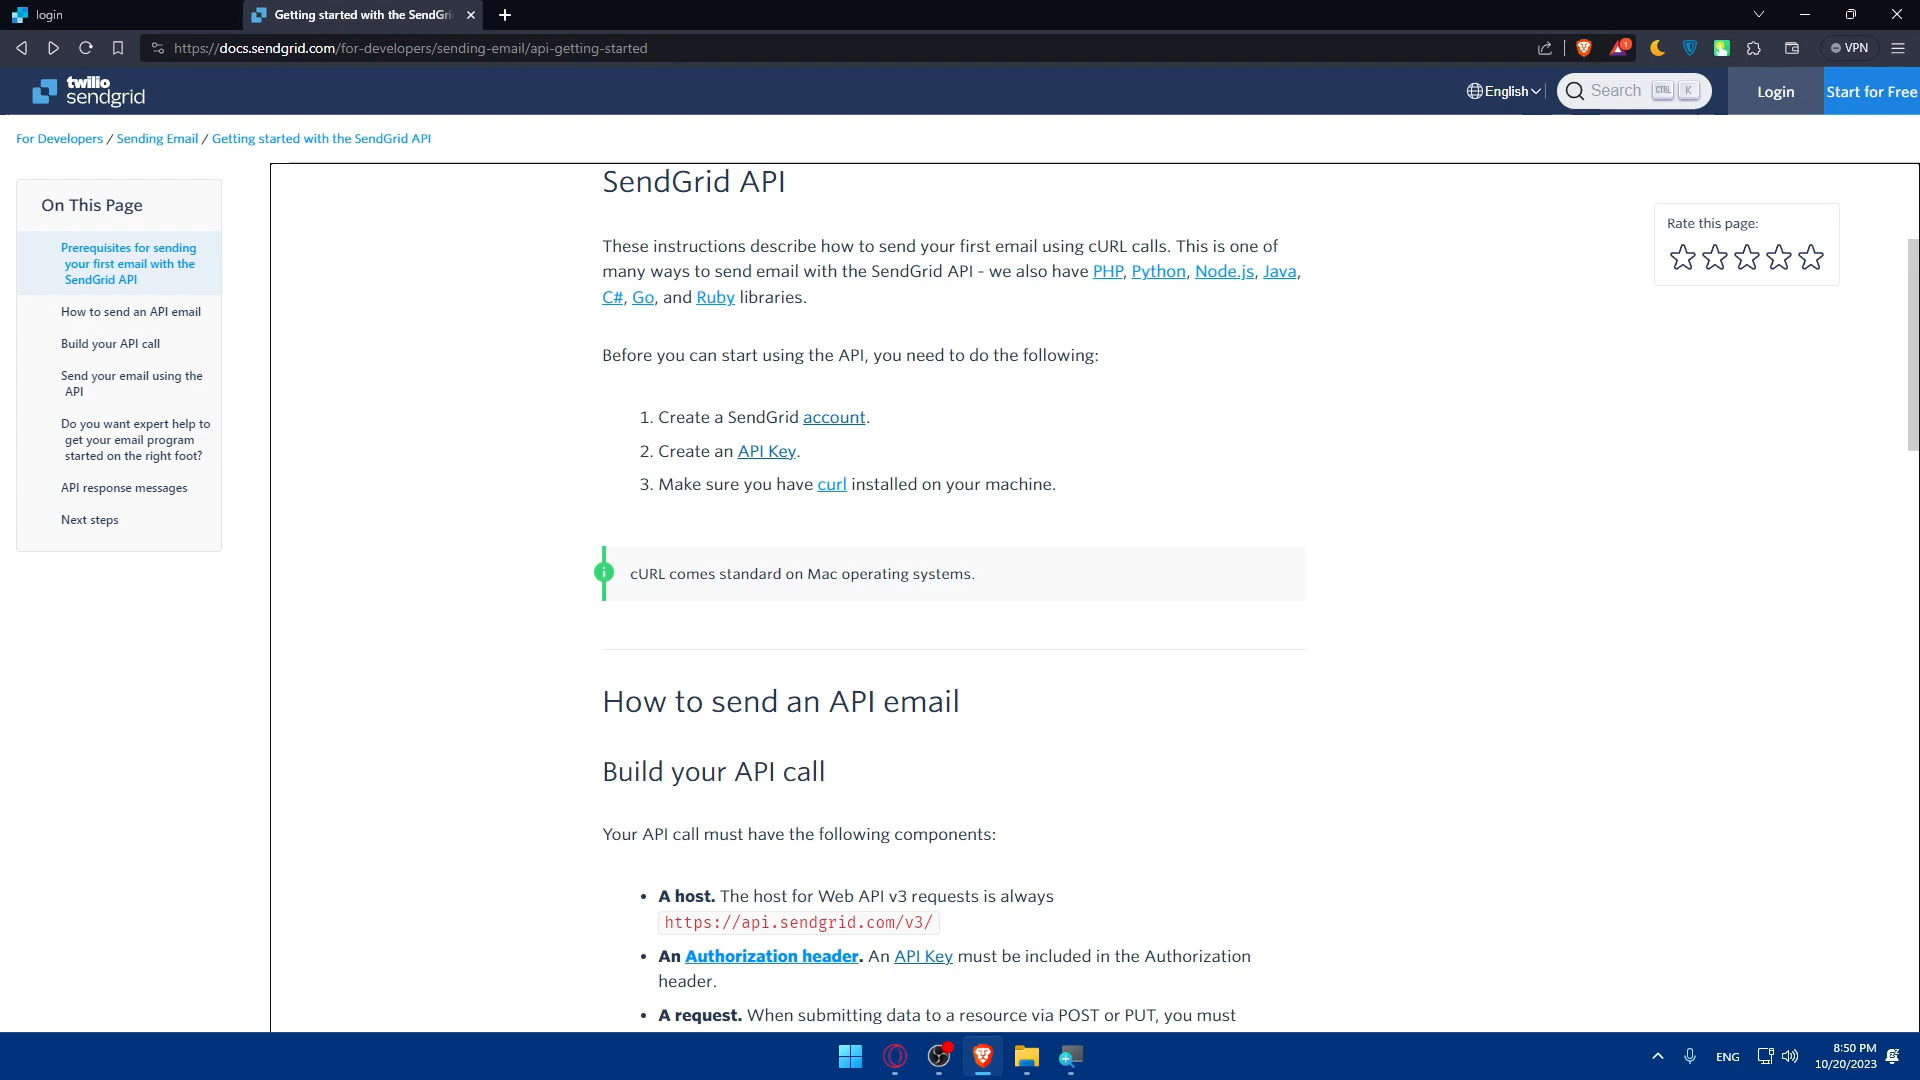 login
Getting started with the SendGri
https://docs.sendgrid.com/for-developers/sending-email/api-getting-started
1
VPN
twilio
sendgrid
English
Search CTRL K
Login
Start for Free
For Developers / Sending Email / Getting started with the SendGrid API
On This Page
Prerequisites for sending
your first email with the
SendGrid API
How to send an API email
Build your API call
Send your email using the
API
Do you want expert help to
get your email program
started on the right foot?
API response messages
Next steps
SendGrid API
These instructions describe how to send your first email using cURL calls. This is one of
many ways to send email with the SendGrid API - we also have PHP, Python, Node.js, Java,
C#, Go, and Ruby libraries.
Before you can start using the API, you need to do the following:
1. Create a SendGrid account.
2. Create an API Key.
3. Make sure you have curl installed on your machine.
cURL comes standard on Mac operating systems.
How to send an API email
Build your API call
Your API call must have the following components:
• A host. The host for Web API v3 requests is always
https://api.sendgrid.com/v3/
• An Authorization header. An API Key must be included in the Authorization
header.
• A request. When submitting data to a resource via POST or PUT, you must
Rate this page:
ENG
8:50 PM
10/20/2023